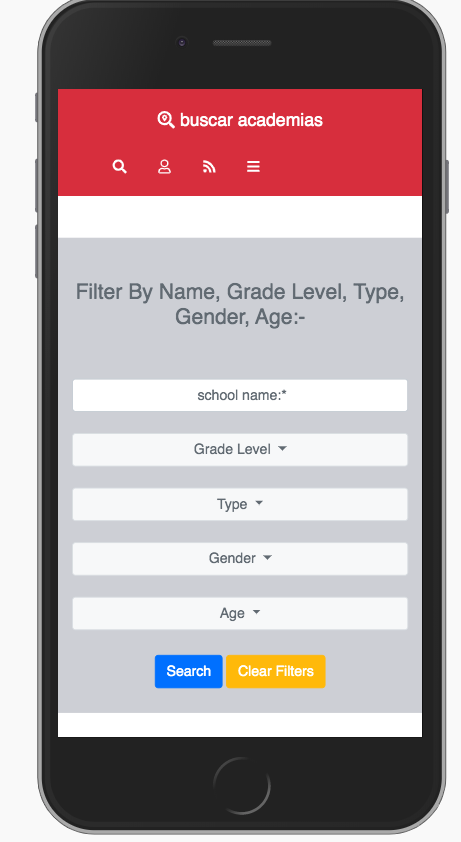 buscar academias
Filter By Name, Grade Level, Type,
Gender, Age:-
school name:*
Grade Level
Type
Gender
Age
Search Clear Filters